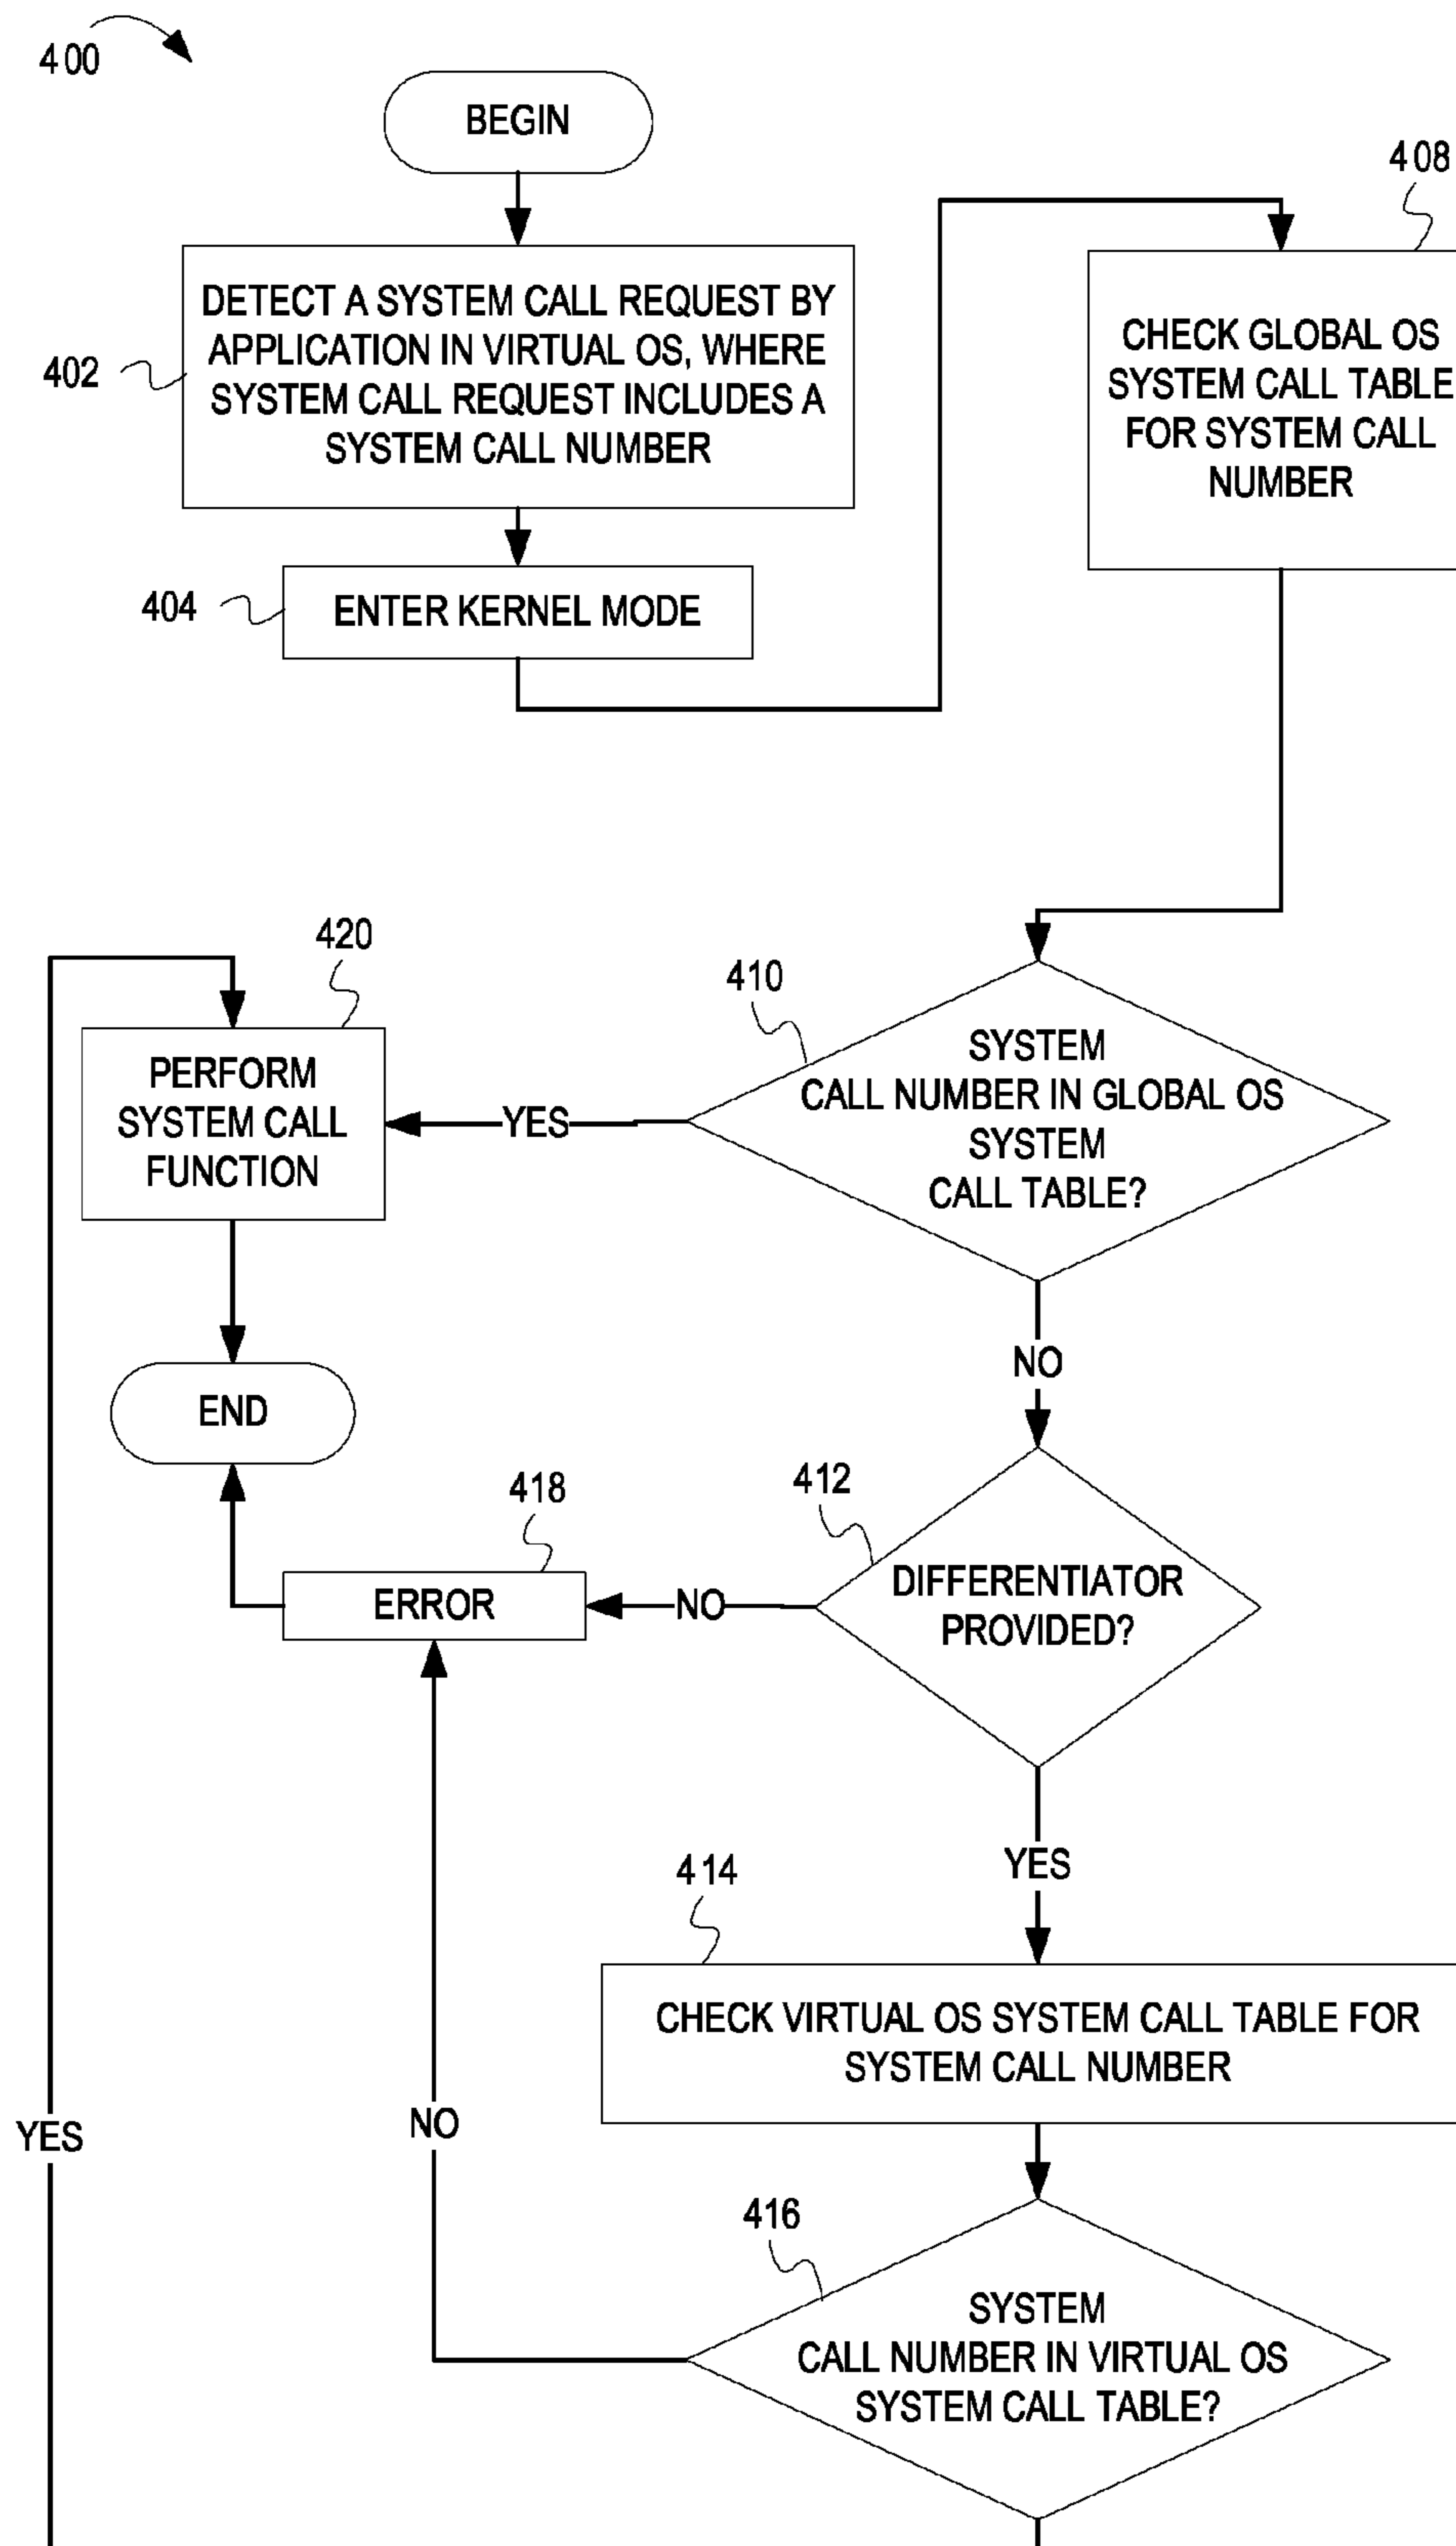 400
BEGIN
408
402
DETECT A SYSTEM CALL REQUEST BY
APPLICATION IN VIRTUAL OS, WHERE
SYSTEM CALL REQUEST INCLUDES A
SYSTEM CALL NUMBER
CHECK GLOBAL OS
SYSTEM CALL TABLE
FOR SYSTEM CALL
NUMBER
404
ENTER KERNEL MODE
420
410
PERFORM
SYSTEM CALL
FUNCTION
YES
SYSTEM
CALL NUMBER IN GLOBAL OS
SYSTEM
CALL TABLE?
NO
END
418
412
ERROR
NO
DIFFERENTIATOR
PROVIDED?
YES
414
CHECK VIRTUAL OS SYSTEM CALL TABLE FOR
SYSTEM CALL NUMBER
NO
YES
416
SYSTEM
CALL NUMBER IN VIRTUAL OS
SYSTEM CALL TABLE?